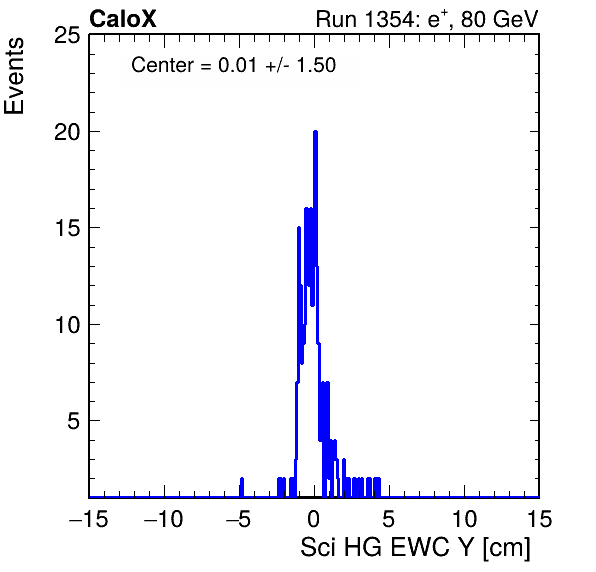 CaloX Run 1354: e⁺, 80 GeV
Center = 0.01 +/- 1.50
Events
25
20
15
10
5
−15 −10 −5 0 5 10 15
Sci HG EWC Y [cm]